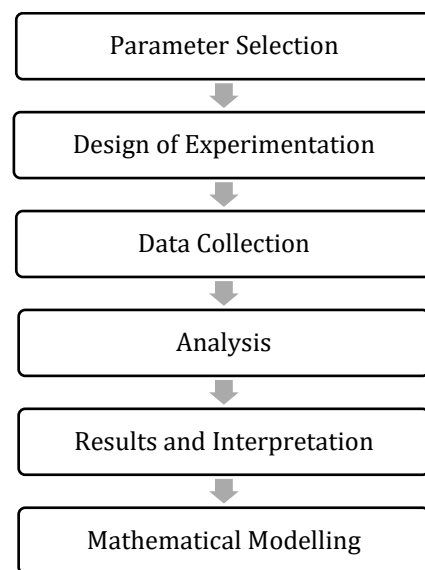 Parameter Selection
Design of Experimentation
Data Collection
Analysis
Results and Interpretation
Mathematical Modelling